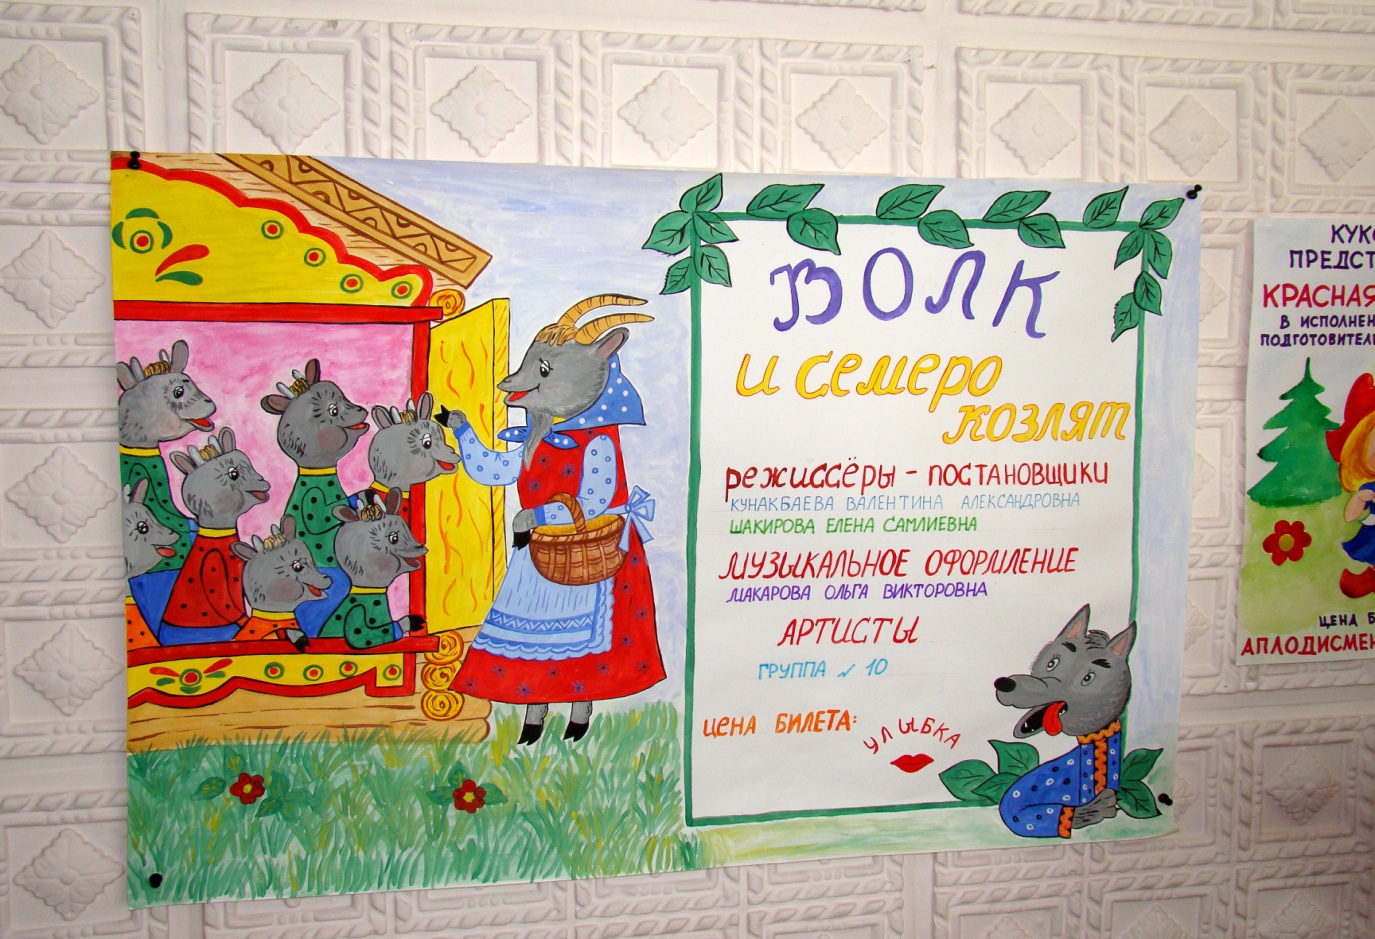 ВОЛК
и семеро
козлят
режиссёры - постановщики
КУНАКБАЕВА ВАЛЕНТИНА АЛЕКСАНДРОВНА
ШАКИРОВА ЕЛЕНА САМЛИЕВНА
МУЗЫКАЛЬНОЕ ОФОРМЛЕНИЕ
МАКАРОВА ОЛЬГА ВИКТОРОВНА
АРТИСТЫ
ГРУППА № 10
ЦЕНА БИЛЕТА:
УЛЫБКА
КУК
ПРЕДСТ
КРАСНАЯ
В ИСПОЛНЕН
ПОДГОТОВИТЕЛ
ЦЕНА Б
АПЛОДИСМЕН